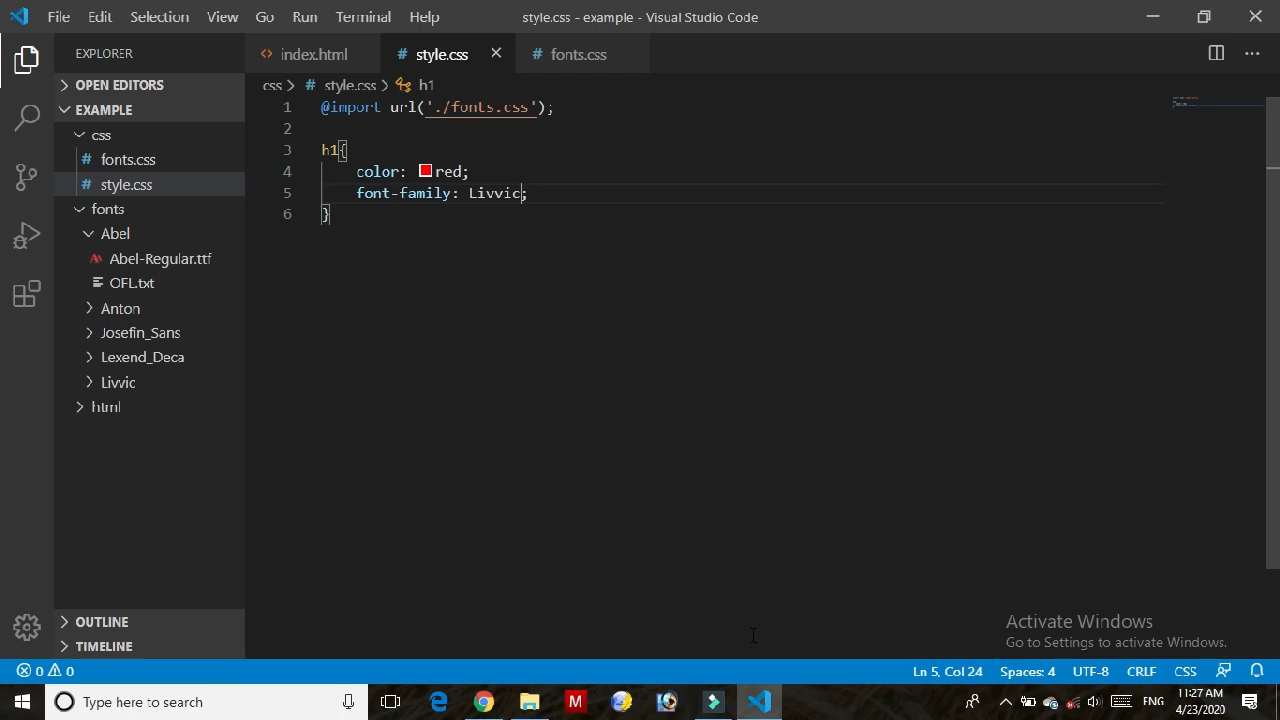 File Edit Selection View Go Run Terminal Help
style.css - example - Visual Studio Code
EXPLORER
index.html
# style.css
# fonts.css
OPEN EDITORS
EXAMPLE
css
# fonts.css
# style.css
fonts
Abel
Abel-Regular.ttf
OFL.txt
Anton
Josefin_Sans
Lexend_Deca
Livvic
html
css > # style.css > h1
1 @import url('./fonts.css');
2
3 h1{
4 color: red;
5 font-family: Livvic;
6 }
OUTLINE
TIMELINE
Activate Windows
Go to Settings to activate Windows.
0 0
Ln 5, Col 24
Spaces: 4
UTF-8
CRLF
CSS
Type here to search
M
ENG
11:27 AM
4/23/2020